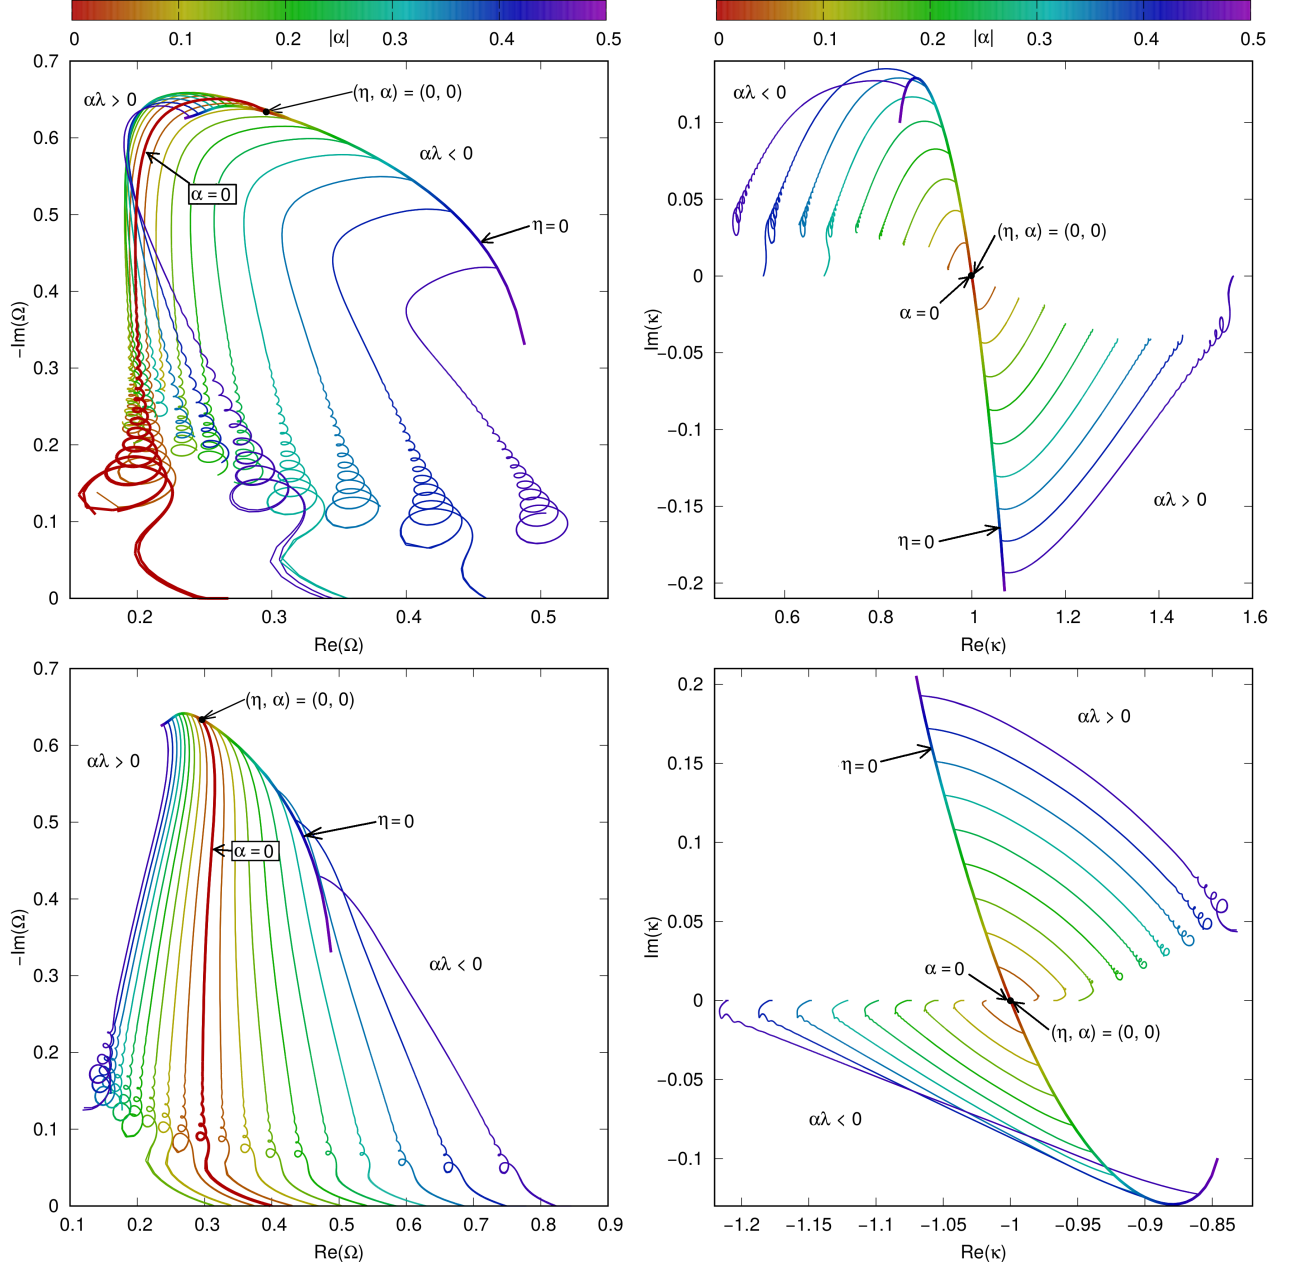 0 0.1 0.2 |α| 0.3 0.4 0.5
0 0.1 0.2 |α| 0.3 0.4 0.5
0.7
0.6
0.5
0.4
0.3
0.2
0.1
0
−Im(Ω)
αλ > 0
(η, α) = (0, 0)
αλ < 0
α = 0
η = 0
0.2 0.3 0.4 0.5
Re(Ω)
0.1
0.05
0
−0.05
−0.1
−0.15
−0.2
Im(κ)
αλ < 0
(η, α) = (0, 0)
α = 0
αλ > 0
η = 0
0.6 0.8 1 1.2 1.4 1.6
Re(κ)
0.7
0.6
0.5
0.4
0.3
0.2
0.1
0
−Im(Ω)
(η, α) = (0, 0)
αλ > 0
η = 0
α = 0
αλ < 0
0.1 0.2 0.3 0.4 0.5 0.6 0.7 0.8 0.9
Re(Ω)
0.2
0.15
0.1
0.05
0
−0.05
−0.1
Im(κ)
αλ > 0
η = 0
α = 0
(η, α) = (0, 0)
αλ < 0
−1.2 −1.15 −1.1 −1.05 −1 −0.95 −0.9 −0.85
Re(κ)